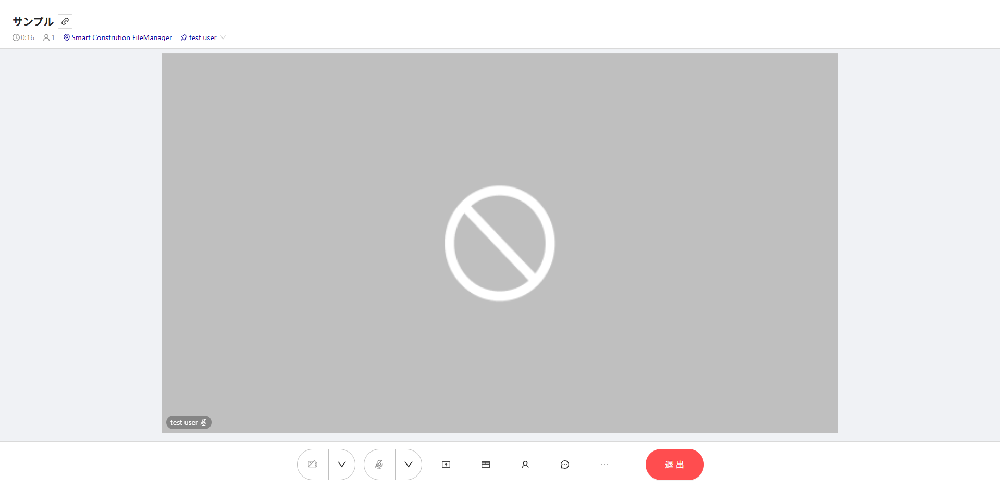 サンプル
0:16 1 Smart Constrution FileManager test user
test user
退出